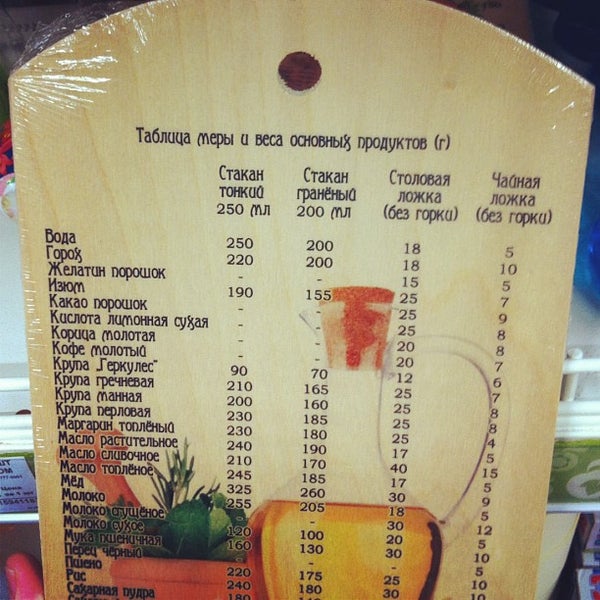 Таблица меры и веса основных продуктов (г)
Стакан тонкий 250 мл Стакан гранёный 200 мл Столовая ложка (без горки) Чайная ложка (без горки)
Вода 250 200 18 5
Горох 220 200 18 10
Желатин порошок - - 15 5
Изюм 190 155 25 7
Какао порошок - - 25 9
Кислота лимонная сухая - - 25 8
Корица молотая - - 20 8
Кофе молотый - - 20 7
Крупа „Геркулес" 90 70 12 6
Крупа гречневая 210 165 25 7
Крупа манная 200 160 25 8
Крупа перловая 230 185 25 8
Маргарин топлёный 230 180 25 4
Масло растительное 240 190 17 5
Масло сливочное 210 170 40 15
Масло топлёное 245 185 17 5
Мёд 325 260 30 9
Молоко 255 205 18 5
Молоко сгущеное - - 30 12
Молоко сухое 120 100 20 5
Мука пшеничная 160 130 30 10
Перец чёрный - - -
Пшено 220 175 25 10
Рис 240 180 30 10
Сахарная пудра 180